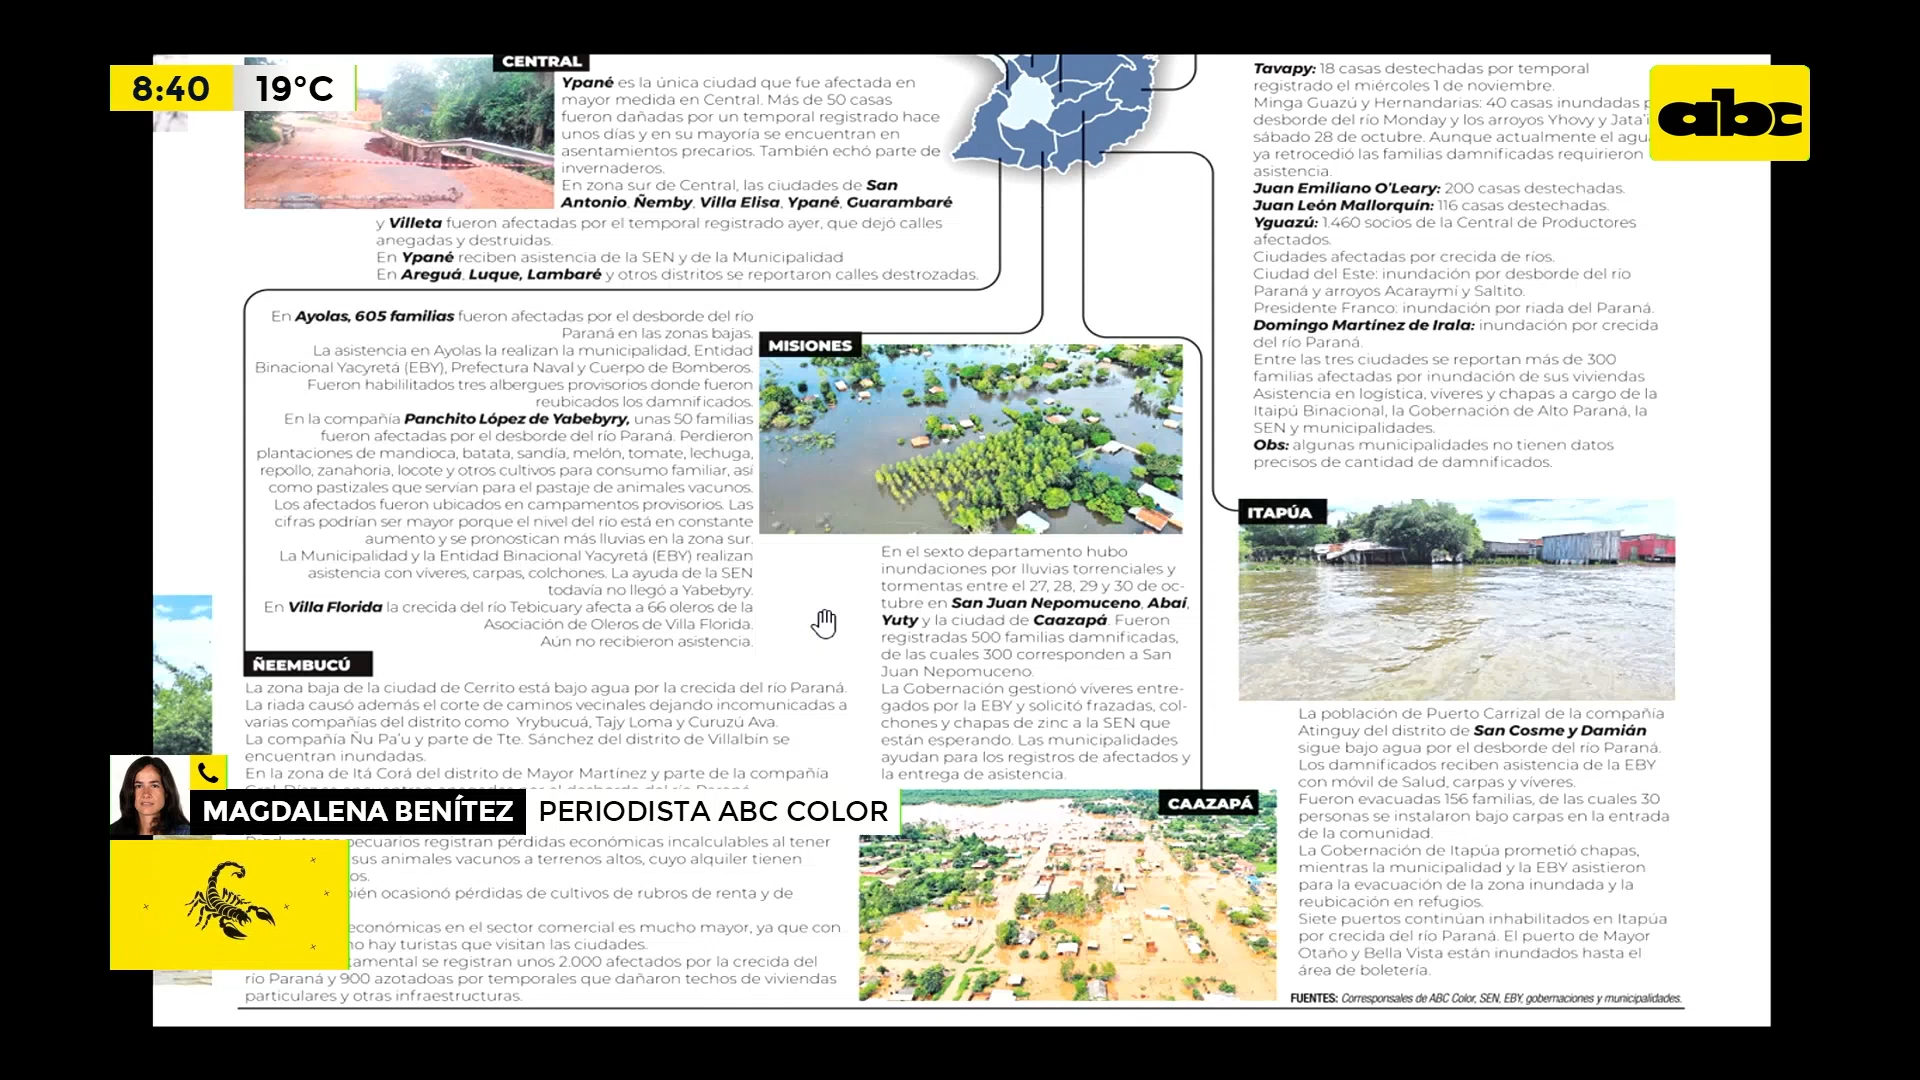 8:40 19°C
abc
CENTRAL
Ypané es la única ciudad que fue afectada en
mayor medida en Central. Más de 50 casas
fueron dañadas por un temporal registrado hace
unos días y en su mayoría se encuentran en
asentamientos precarios. También echó parte de
invernaderos.
En zona sur de Central, las ciudades de San
Antonio, Ñemby, Villa Elisa, Ypané, Guarambaré
y Villeta fueron afectadas por el temporal registrado ayer, que dejó calles
anegadas y destruidas.
En Ypané reciben asistencia de la SEN y de la Municipalidad
En Areguá, Luque, Lambaré y otros distritos se reportaron calles destrozadas.
En Ayolas, 605 familias fueron afectadas por el desborde del río
Paraná en las zonas bajas.
La asistencia en Ayolas la realizan la municipalidad, Entidad
Binacional Yacyretá (EBY), Prefectura Naval y Cuerpo de Bomberos.
Fueron habililitados tres albergues provisorios donde fueron
reubicados los damnificados.
En la compañía Panchito López de Yabebyry, unas 50 familias
fueron afectadas por el desborde del río Paraná. Perdieron
plantaciones de mandioca, batata, sandía, melón, tomate, lechuga,
repollo, zanahoria, locote y otros cultivos para consumo familiar, así
como pastizales que servían para el pastaje de animales vacunos.
Los afectados fueron ubicados en campamentos provisorios. Las
cifras podrían ser mayor porque el nivel del río está en constante
aumento y se pronostican más lluvias en la zona sur.
La Municipalidad y la Entidad Binacional Yacyretá (EBY) realizan
asistencia con víveres, carpas, colchones. La ayuda de la SEN
todavía no llegó a Yabebyry.
En Villa Florida la crecida del río Tebicuary afecta a 66 oleros de la
Asociación de Oleros de Villa Florida.
Aún no recibieron asistencia.
MISIONES
ÑEEMBUCÚ
La zona baja de la ciudad de Cerrito está bajo agua por la crecida del río Paraná.
La riada causó además el corte de caminos vecinales dejando incomunicadas a
varias compañías del distrito como Yrybucuá, Tajy Loma y Curuzú Ava.
La compañía Ñu Pa'u y parte de Tte. Sánchez del distrito de Villalbín se
encuentran inundadas.
En la zona de Itá Corá del distrito de Mayor Martínez y parte de la compañía
MAGDALENA BENÍTEZ PERIODISTA ABC COLOR
pecuarios registran pérdidas económicas incalculables al tener
sus animales vacunos a terrenos altos, cuyo alquiler tienen
os.
bién ocasionó pérdidas de cultivos de rubros de renta y de
económicas en el sector comercial es mucho mayor, ya que con
no hay turistas que visitan las ciudades.
tamental se registran unos 2.000 afectados por la crecida del
río Paraná y 900 azotadoas por temporales que dañaron techos de viviendas
particulares y otras infraestructuras.
En el sexto departamento hubo
inundaciones por lluvias torrenciales y
tormentas entre el 27, 28, 29 y 30 de oc-
tubre en San Juan Nepomuceno, Abaí,
Yuty y la ciudad de Caazapá. Fueron
registradas 500 familias damnificadas,
de las cuales 300 corresponden a San
Juan Nepomuceno.
La Gobernación gestionó víveres entre-
gados por la EBY y solicitó frazadas, col-
chones y chapas de zinc a la SEN que
están esperando. Las municipalidades
ayudan para los registros de afectados y
la entrega de asistencia.
CAAZAPÁ
Tavapy: 18 casas destechadas por temporal
registrado el miércoles 1 de noviembre.
Minga Guazú y Hernandarias: 40 casas inundadas
desborde del río Monday y los arroyos Yhovy y Jata'i
sábado 28 de octubre. Aunque actualmente el agu
ya retrocedió las familias damnificadas requirieron
asistencia.
Juan Emiliano O'Leary: 200 casas destechadas.
Juan León Mallorquín: 116 casas destechadas.
Yguazú: 1.460 socios de la Central de Productores
afectados.
Ciudades afectadas por crecida de ríos.
Ciudad del Este: inundación por desborde del río
Paraná y arroyos Acaraymí y Saltito.
Presidente Franco: inundación por riada del Paraná.
Domingo Martínez de Irala: inundación por crecida
del río Paraná.
Entre las tres ciudades se reportan más de 300
familias afectadas por inundación de sus viviendas
Asistencia en logística, víveres y chapas a cargo de la
Itaipú Binacional, la Gobernación de Alto Paraná, la
SEN y municipalidades.
Obs: algunas municipalidades no tienen datos
precisos de cantidad de damnificados.
ITAPÚA
La población de Puerto Carrizal de la compañía
Atinguy del distrito de San Cosme y Damián
sigue bajo agua por el desborde del río Paraná.
Los damnificados reciben asistencia de la EBY
con móvil de Salud, carpas y víveres.
Fueron evacuadas 156 familias, de las cuales 30
personas se instalaron bajo carpas en la entrada
de la comunidad.
La Gobernación de Itapúa prometió chapas,
mientras la municipalidad y la EBY asistieron
para la evacuación de la zona inundada y la
reubicación en refugios.
Siete puertos continúan inhabilitados en Itapúa
por crecida del río Paraná. El puerto de Mayor
Otaño y Bella Vista están inundados hasta el
área de boletería.
FUENTES: Corresponsales de ABC Color, SEN, EBY, gobernaciones y municipalidades.